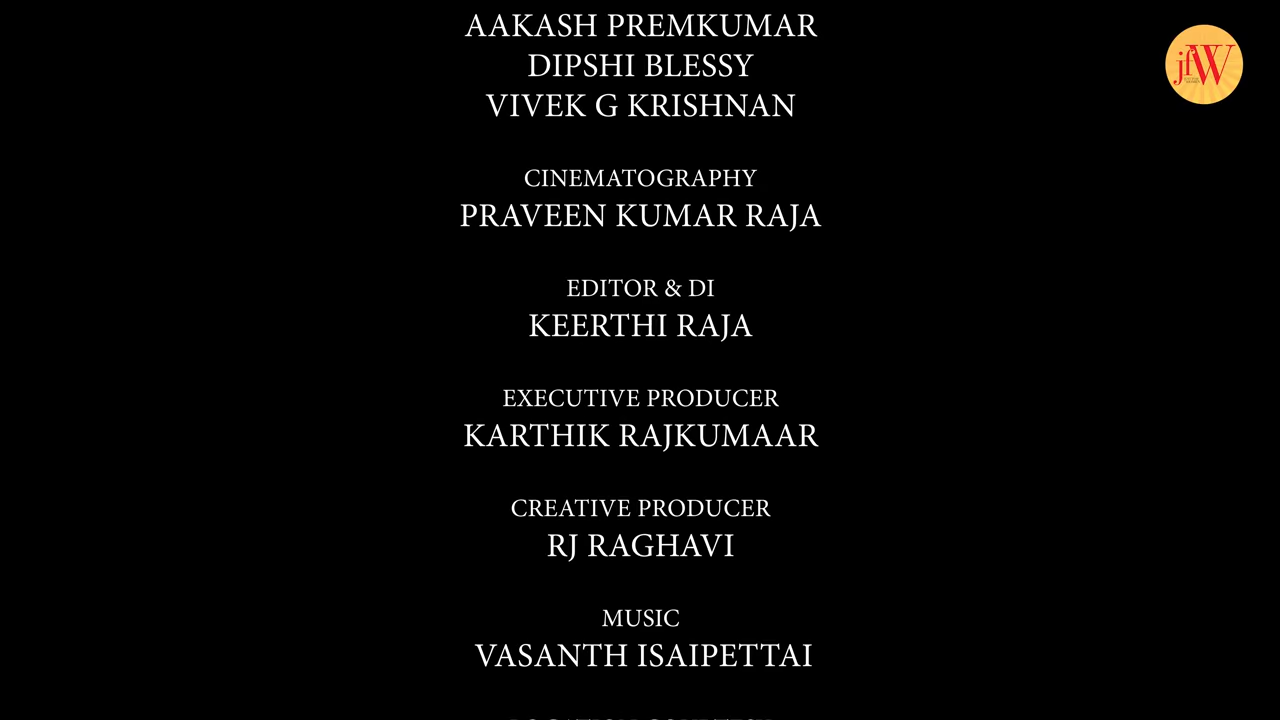 AAKASH PREMKUMAR
DIPSHI BLESSY
VIVEK G KRISHNAN
CINEMATOGRAPHY
PRAVEEN KUMAR RAJA
EDITOR & DI
KEERTHI RAJA
EXECUTIVE PRODUCER
KARTHIK RAJKUMAAR
CREATIVE PRODUCER
RJ RAGHAVI
MUSIC
VASANTH ISAIPETTAI
jfW